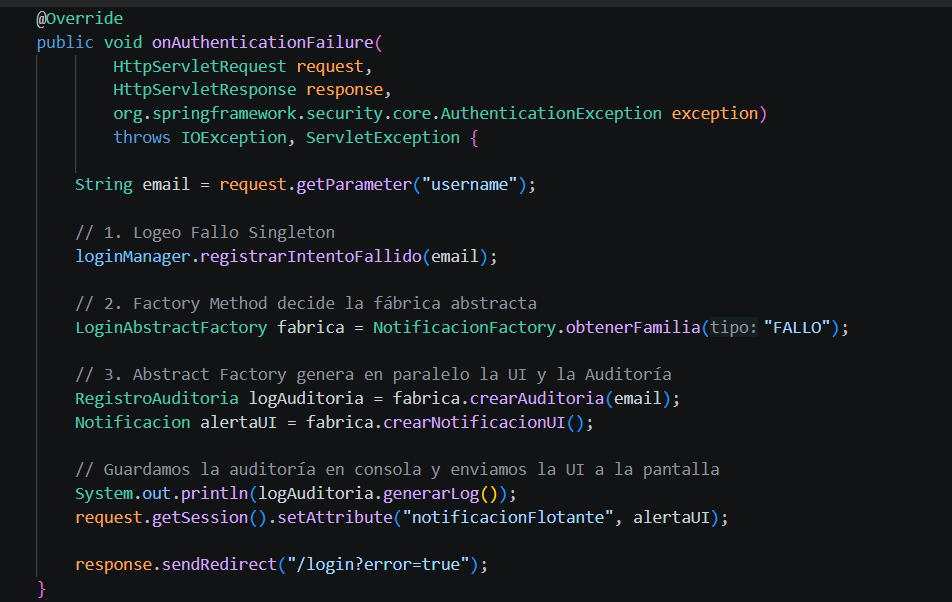 @Override
public void onAuthenticationFailure(
HttpServletRequest request,
HttpServletResponse response,
org.springframework.security.core.AuthenticationException exception)
throws IOException, ServletException {
String email = request.getParameter("username");
// 1. Logeo Fallo Singleton
loginManager.registrarIntentoFallido(email);
// 2. Factory Method decide la fábrica abstracta
LoginAbstractFactory fabrica = NotificacionFactory.obtenerFamilia(tipo: "FALLO");
// 3. Abstract Factory genera en paralelo la UI y la Auditoría
RegistroAuditoria logAuditoria = fabrica.crearAuditoria(email);
Notificacion alertaUI = fabrica.crearNotificacionUI();
// Guardamos la auditoría en consola y enviamos la UI a la pantalla
System.out.println(logAuditoria.generarLog());
request.getSession().setAttribute("notificacionFlotante", alertaUI);
response.sendRedirect("/login?error=true");
}